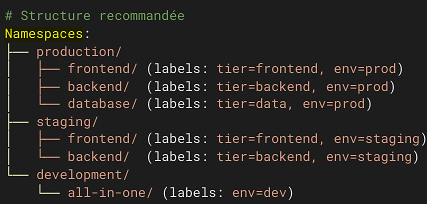 # Structure recommandée
Namespaces:
├── production/
│   ├── frontend/ (labels: tier=frontend, env=prod)
│   ├── backend/  (labels: tier=backend, env=prod)
│   └── database/ (labels: tier=data, env=prod)
├── staging/
│   ├── frontend/ (labels: tier=frontend, env=staging)
│   └── backend/  (labels: tier=backend, env=staging)
└── development/
    └── all-in-one/ (labels: env=dev)